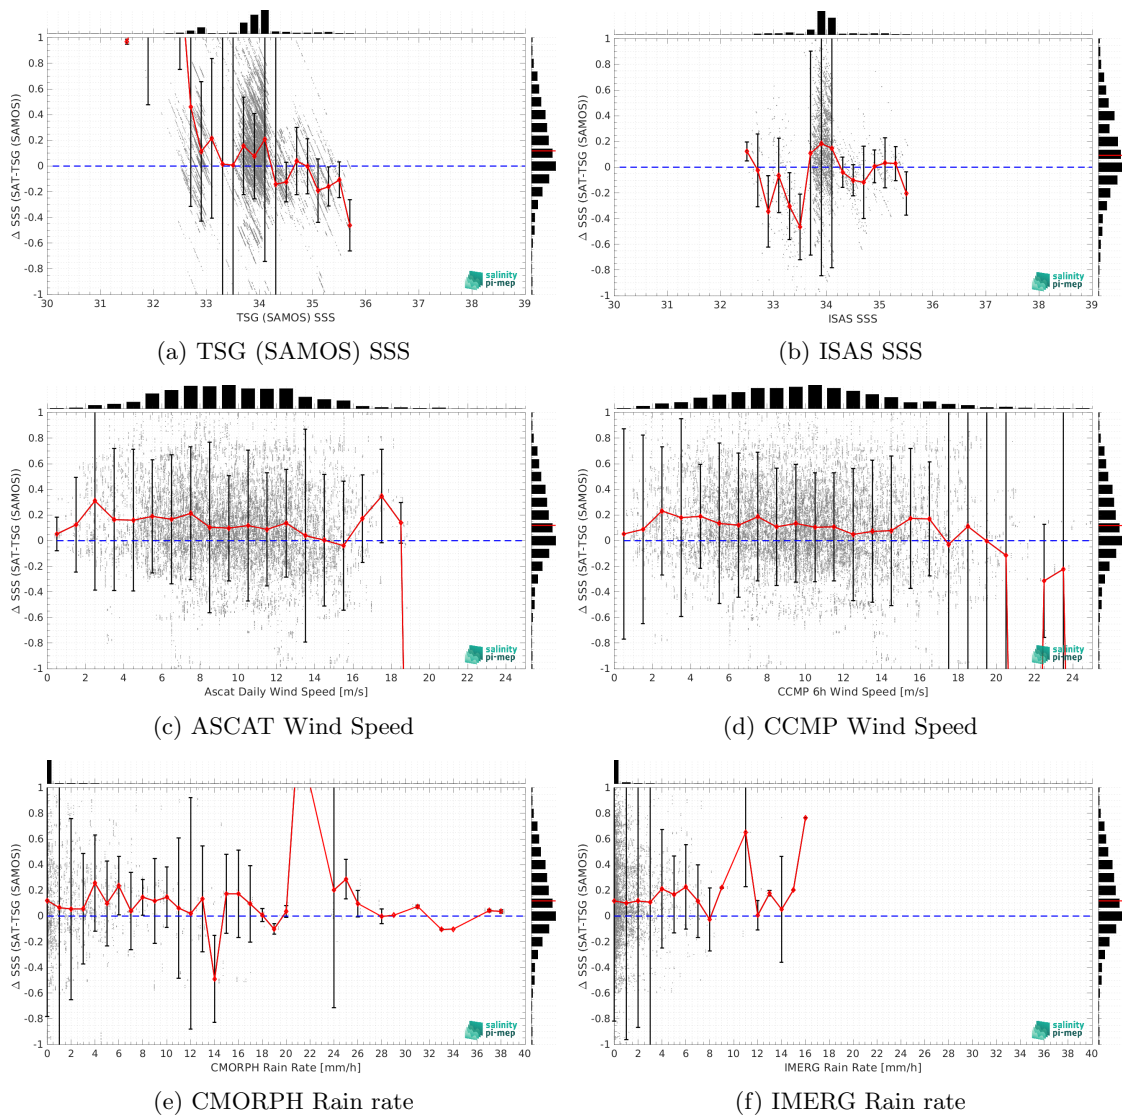 1
0.8
0.6
0.4
0.2
0
-0.2
-0.4
-0.6
-0.8
-1
Δ SSS (SAT-TSG (SAMOS))
30 31 32 33 34 35 36 37 38 39
TSG (SAMOS) SSS
salinity
pi-mep
(a) TSG (SAMOS) SSS
1
0.8
0.6
0.4
0.2
0
-0.2
-0.4
-0.6
-0.8
-1
Δ SSS (SAT-TSG (SAMOS))
30 31 32 33 34 35 36 37 38 39
ISAS SSS
salinity
pi-mep
(b) ISAS SSS
1
0.8
0.6
0.4
0.2
0
-0.2
-0.4
-0.6
-0.8
-1
Δ SSS (SAT-TSG (SAMOS))
0 2 4 6 8 10 12 14 16 18 20 22 24
Ascat Daily Wind Speed [m/s]
salinity
pi-mep
(c) ASCAT Wind Speed
1
0.8
0.6
0.4
0.2
0
-0.2
-0.4
-0.6
-0.8
-1
Δ SSS (SAT-TSG (SAMOS))
0 2 4 6 8 10 12 14 16 18 20 22 24
CCMP 6h Wind Speed [m/s]
salinity
pi-mep
(d) CCMP Wind Speed
1
0.8
0.6
0.4
0.2
0
-0.2
-0.4
-0.6
-0.8
-1
Δ SSS (SAT-TSG (SAMOS))
0 2 4 6 8 10 12 14 16 18 20 22 24 26 28 30 32 34 36 38 40
CMORPH Rain Rate [mm/h]
salinity
pi-mep
(e) CMORPH Rain rate
1
0.8
0.6
0.4
0.2
0
-0.2
-0.4
-0.6
-0.8
-1
Δ SSS (SAT-TSG (SAMOS))
0 2 4 6 8 10 12 14 16 18 20 22 24 26 28 30 32 34 36 38 40
IMERG Rain Rate [mm/h]
salinity
pi-mep
(f) IMERG Rain rate